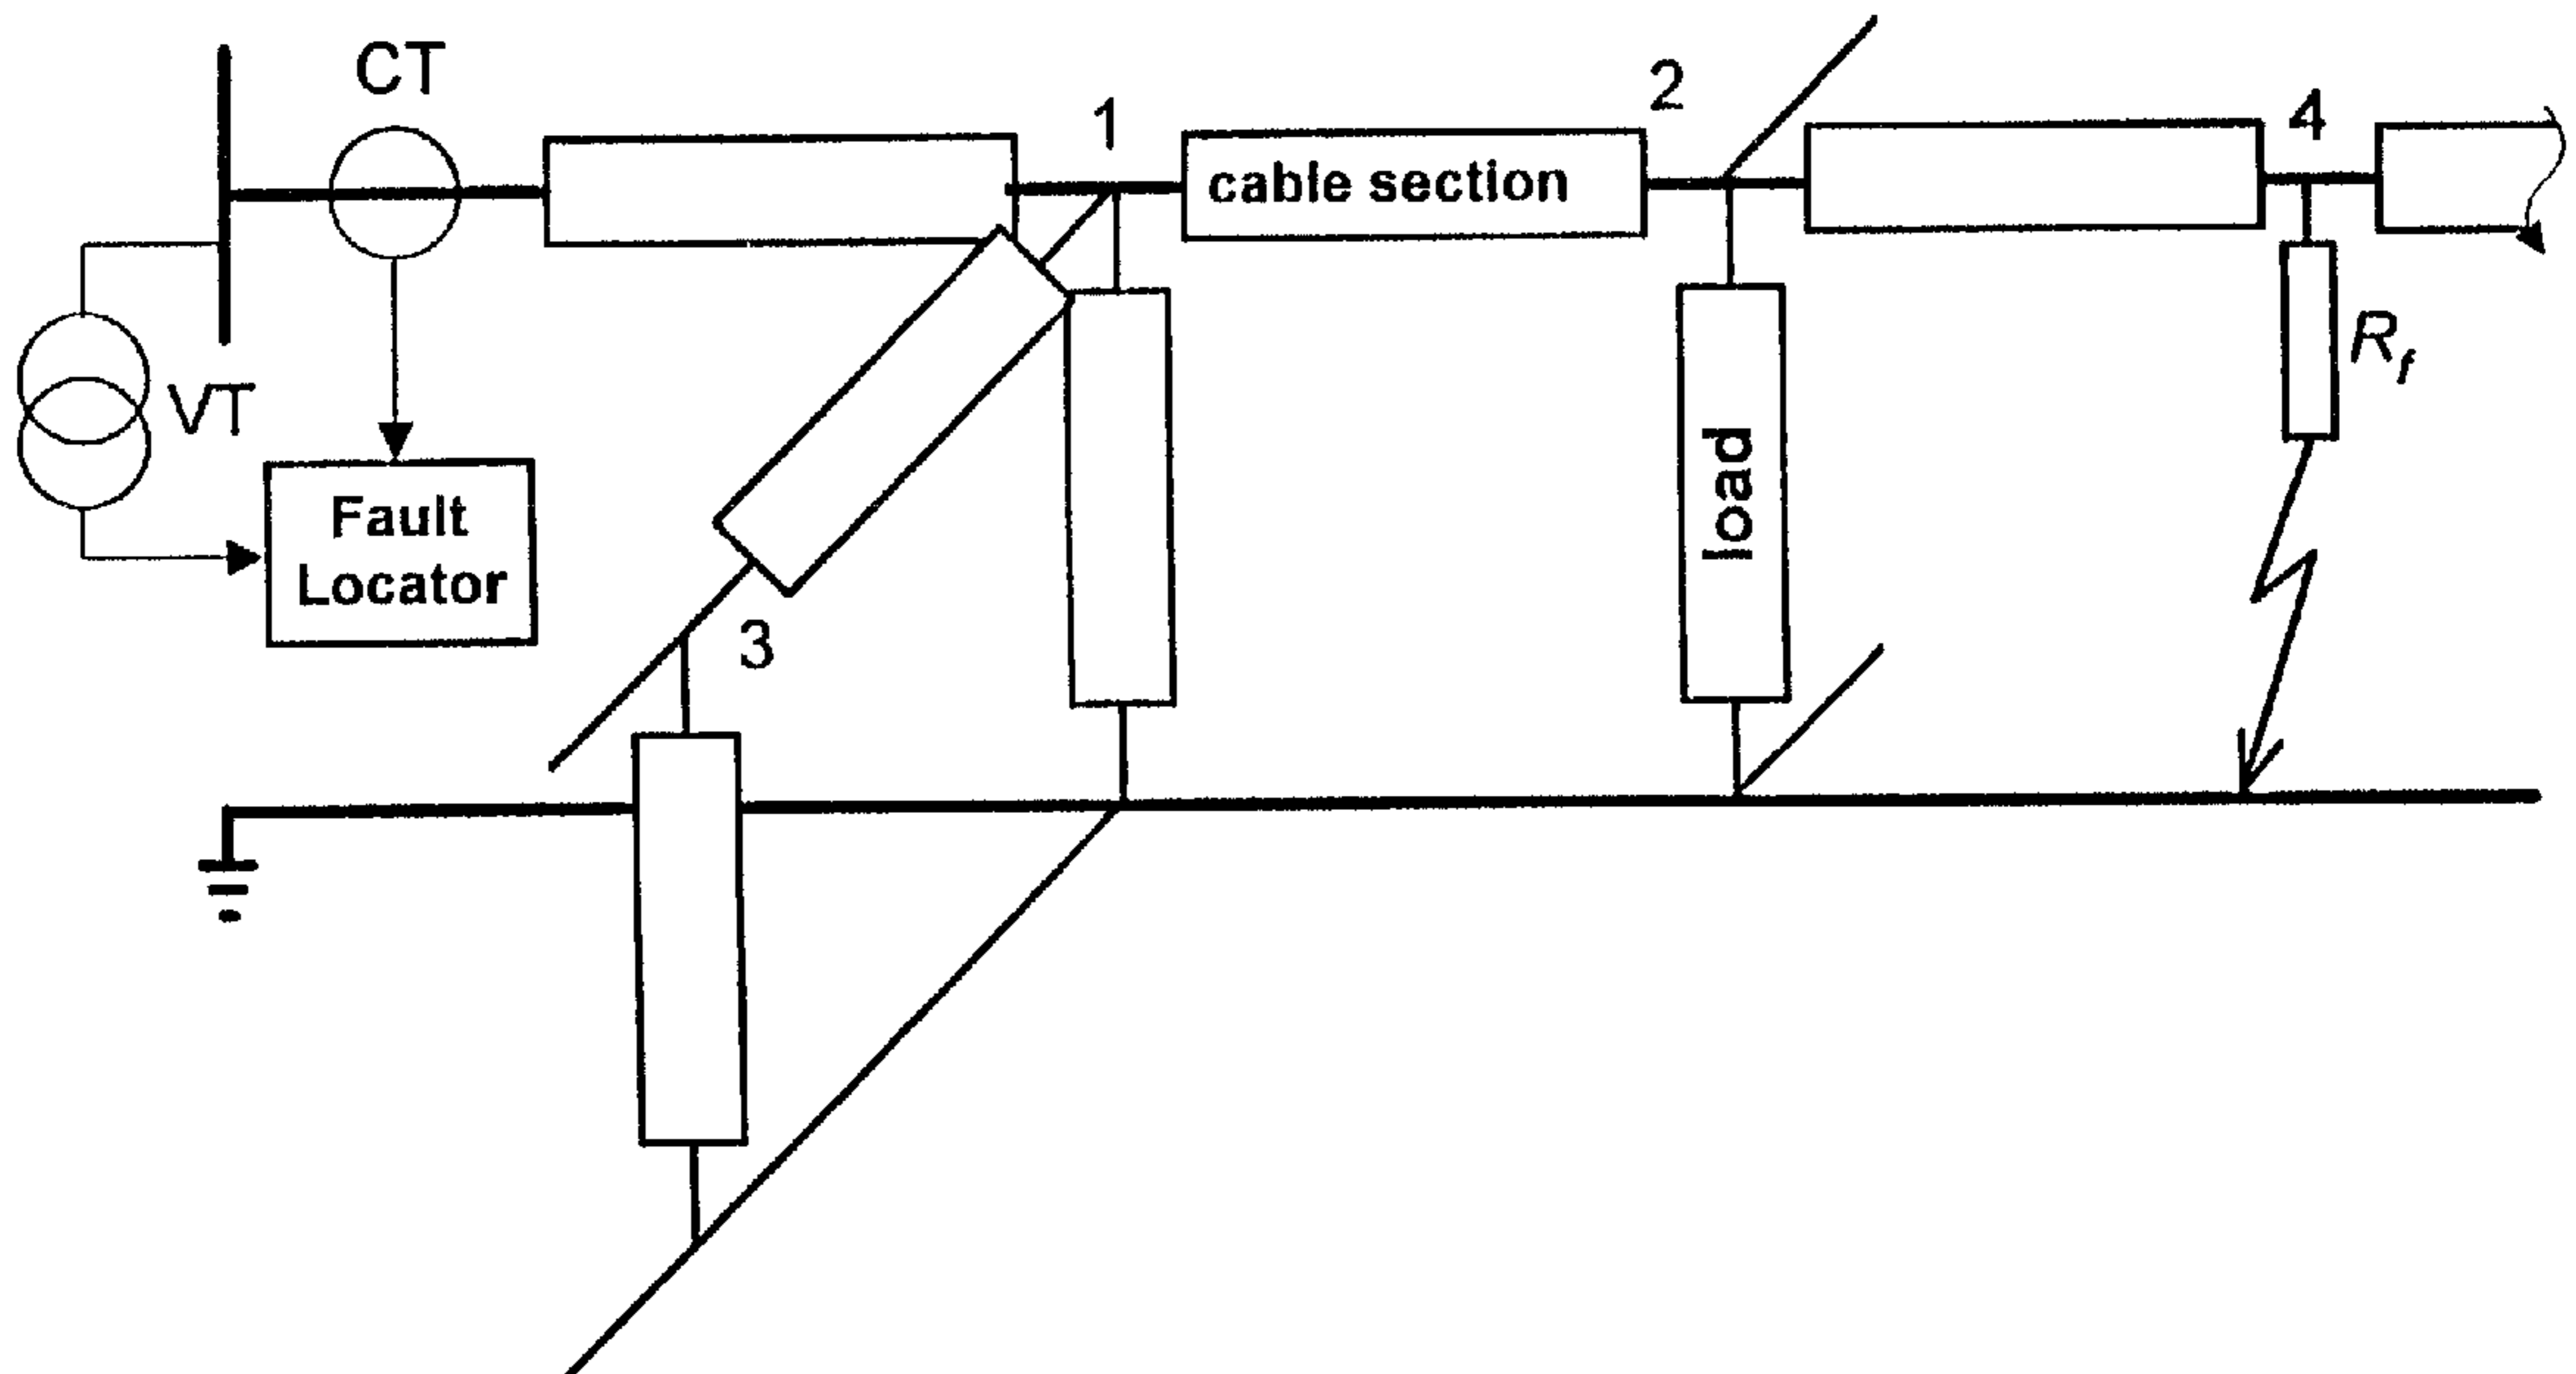 CT
1
2
4
cable section
R_f
VT
load
Fault
Locator
3